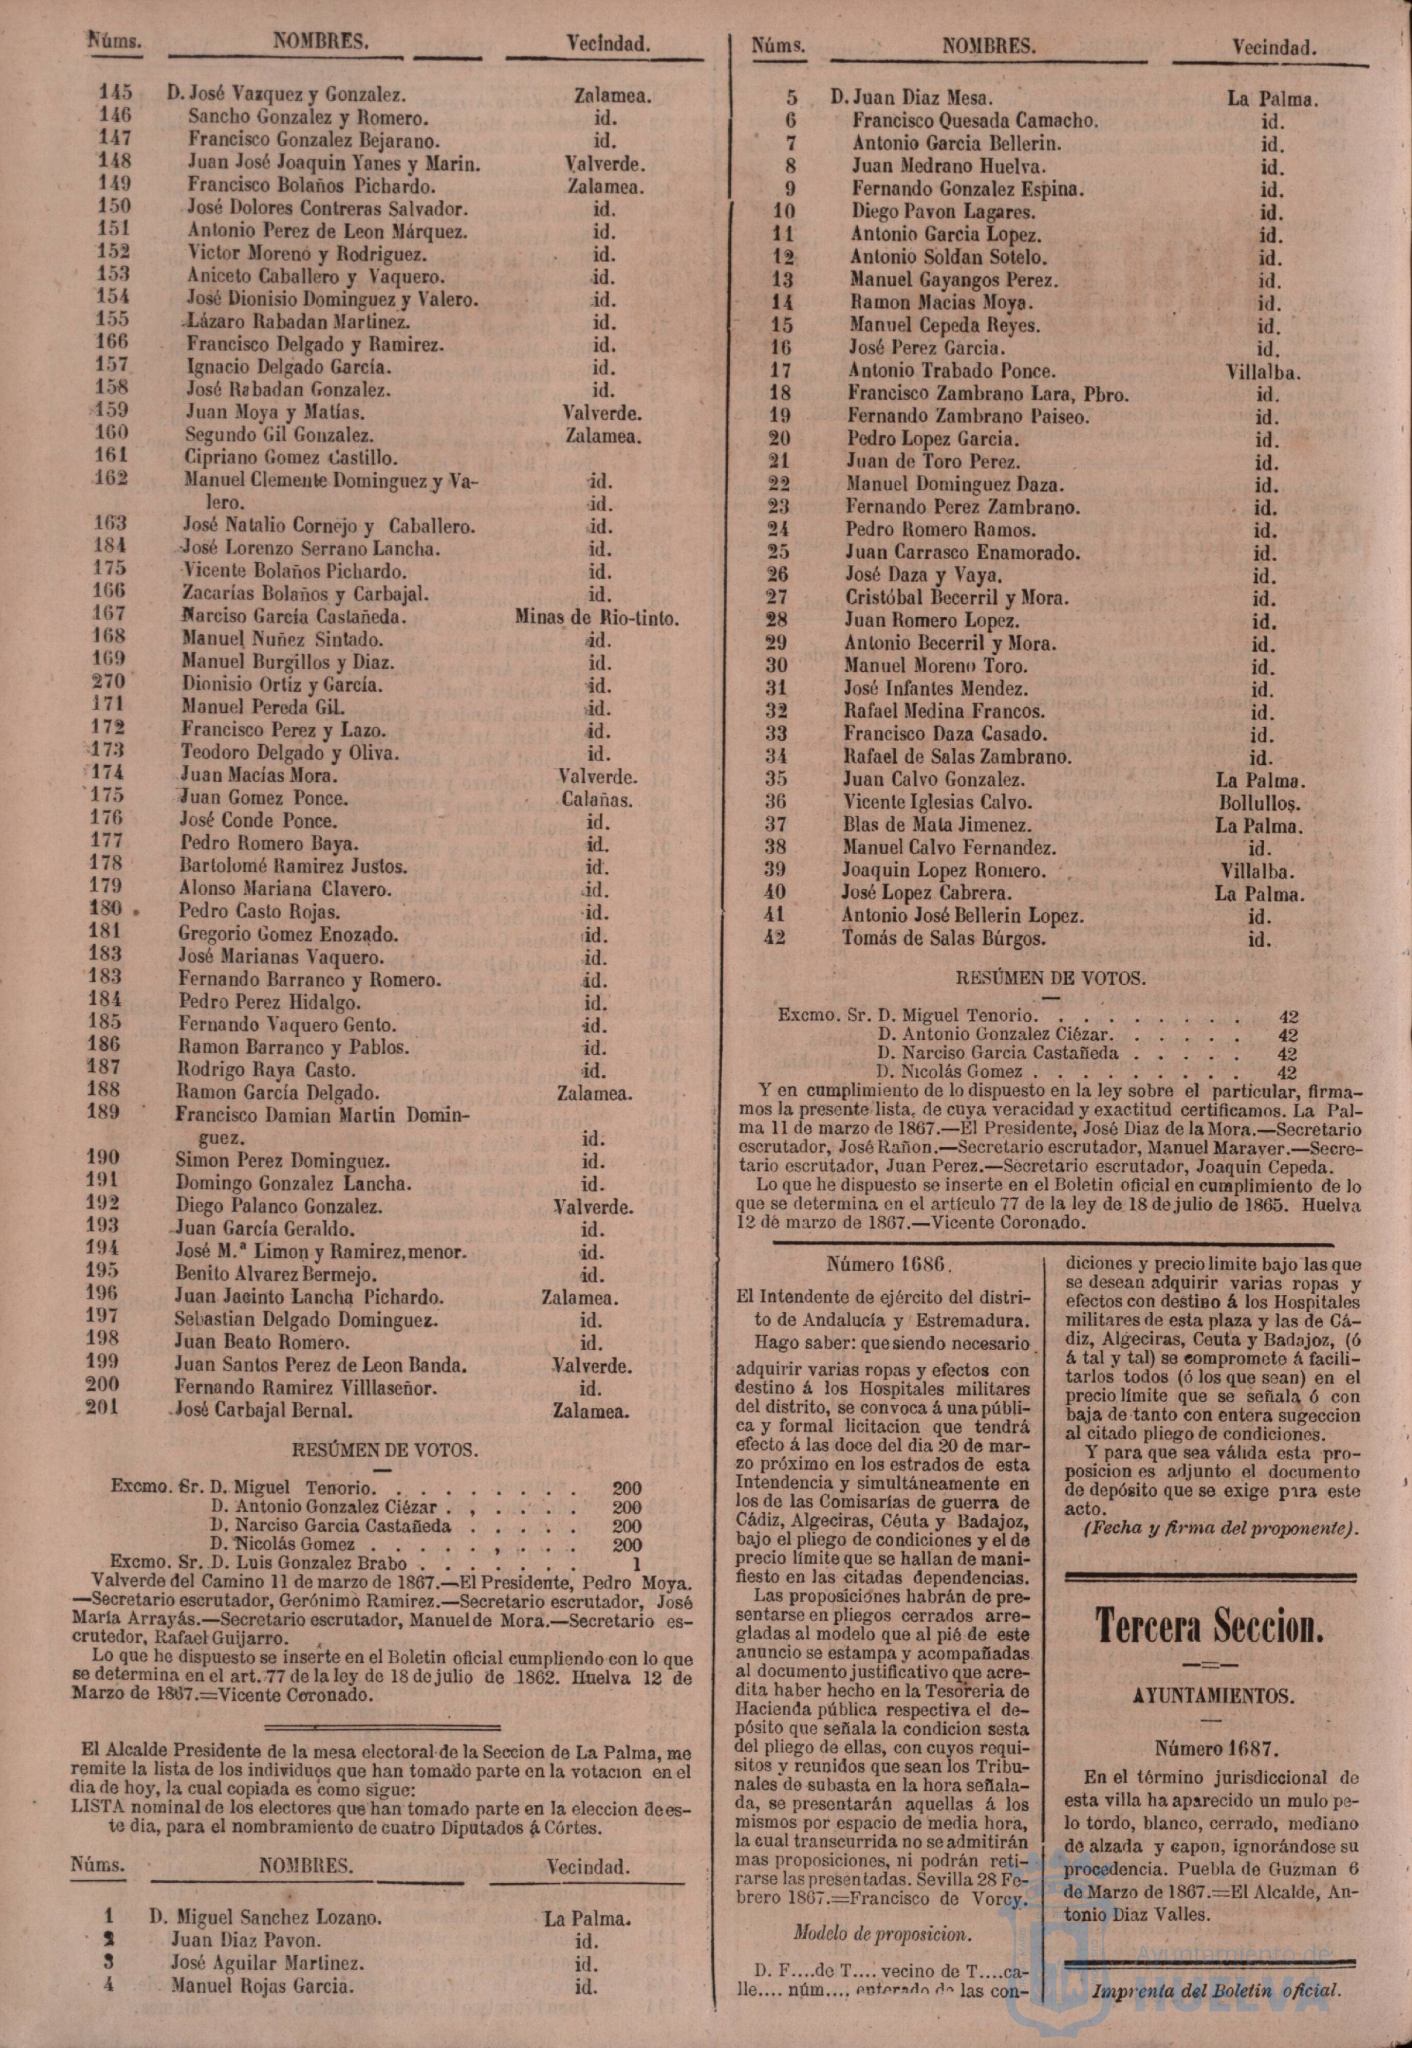 Núms. NOMBRES. Vecindad.
145 D. José Vazquez y Gonzalez. Zalamea.
146 Sancho Gonzalez y Romero. id.
147 Francisco Gonzalez Bejarano. id.
148 Juan José Joaquin Yanes y Marin. Valverde.
149 Francisco Bolaños Pichardo. Zalamea.
150 José Dolores Contreras Salvador. id.
151 Antonio Perez de Leon Márquez. id.
152 Victor Morenó y Rodriguez. id.
153 Aniceto Caballero y Vaquero. id.
154 José Dionisio Dominguez y Valero. id.
155 Lázaro Rabadan Martinez. id.
166 Francisco Delgado y Ramirez. id.
157 Ignacio Delgado García. id.
158 José Rabadan Gonzalez. id.
159 Juan Moya y Matías. Valverde.
160 Segundo Gil Gonzalez. Zalamea.
161 Cipriano Gomez Castillo.
162 Manuel Clemente Dominguez y Va- id.
lero. id.
163 José Natalio Cornejo y Caballero. id.
184 José Lorenzo Serrano Lancha. id.
175 Vicente Bolaños Pichardo. id.
166 Zacarías Bolaños y Carbajal. id.
167 Narciso García Castañeda. Minas de Rio-tinto.
168 Manuel Nuñez Sintado. id.
169 Manuel Burgillos y Diaz. id.
270 Dionisio Ortiz y García. id.
171 Manuel Pereda Gil. id.
172 Francisco Perez y Lazo. id.
173 Teodoro Delgado y Oliva. id.
174 Juan Macías Mora. Valverde.
175 Juan Gomez Ponce. Calañas.
176 José Conde Ponce. id.
177 Pedro Romero Baya. id.
178 Bartolomé Ramirez Justos. id.
179 Alonso Mariana Clavero. id.
180 Pedro Casto Rojas. id.
181 Gregorio Gomez Enozado. id.
183 José Marianas Vaquero. id.
183 Fernando Barranco y Romero. id.
184 Pedro Perez Hidalgo. id.
185 Fernando Vaquero Gento. id.
186 Ramon Barranco y Pablos. id.
187 Rodrigo Raya Casto. id.
188 Ramon García Delgado. Zalamea.
189 Francisco Damian Martin Domin-
guez. id.
190 Simon Perez Dominguez. id.
191 Domingo Gonzalez Lancha. id.
192 Diego Palanco Gonzalez. Valverde.
193 Juan García Geraldo. id.
194 José M.ª Limon y Ramirez, menor. id.
195 Benito Alvarez Bermejo. id.
196 Juan Jacinto Lancha Pichardo. Zalamea.
197 Sebastian Delgado Dominguez. id.
198 Juan Beato Romero. id.
199 Juan Santos Perez de Leon Banda. Valverde.
200 Fernando Ramirez Villlaseñor. id.
201 José Carbajal Bernal. Zalamea.
RESÚMEN DE VOTOS.
Excmo. Sr. D. Miguel Tenorio. . . . . . . . . 200
D. Antonio Gonzalez Ciézar . , . . . . 200
D. Narciso Garcia Castañeda . . . . . 200
D. Nicolás Gomez . . . . . , . . . 200
Excmo. Sr. D. Luis Gonzalez Brabo . . . . . . . 1
Valverde del Camino 11 de marzo de 1867.—El Presidente, Pedro Moya.
—Secretario escrutador, Gerónimo Ramirez.—Secretario escrutador, José
María Arrayás.—Secretario escrutador, Manuel de Mora.—Secretario es-
crutedor, Rafael Guijarro.
Lo que he dispuesto se inserte en el Boletin oficial cumpliendo con lo que
se determina en el art. 77 de la ley de 18 de julio de 1862. Huelva 12 de
Marzo de 1867.=Vicente Coronado.
El Alcalde Presidente de la mesa electoral de la Seccion de La Palma, me
remite la lista de los individuos que han tomado parte en la votacion en el
dia de hoy, la cual copiada es como sigue:
LISTA nominal de los electores que han tomado parte en la eleccion de es-
te dia, para el nombramiento de cuatro Diputados á Córtes.
Núms. NOMBRES. Vecindad.
1 D. Miguel Sanchez Lozano. La Palma.
2 Juan Diaz Pavon. id.
3 José Aguilar Martinez. id.
4 Manuel Rojas Garcia. id.
Núms. NOMBRES. Vecindad.
5 D. Juan Diaz Mesa. La Palma.
6 Francisco Quesada Camacho. id.
7 Antonio Garcia Bellerin. id.
8 Juan Medrano Huelva. id.
9 Fernando Gonzalez Espina. id.
10 Diego Pavon Lagares. id.
11 Antonio Garcia Lopez. id.
12 Antonio Soldan Sotelo. id.
13 Manuel Gayangos Perez. id.
14 Ramon Macias Moya. id.
15 Manuel Cepeda Reyes. id.
16 José Perez Garcia. id.
17 Antonio Trabado Ponce. Villalba.
18 Francisco Zambrano Lara, Pbro. id.
19 Fernando Zambrano Paiseo. id.
20 Pedro Lopez Garcia. id.
21 Juan de Toro Perez. id.
22 Manuel Dominguez Daza. id.
23 Fernando Perez Zambrano. id.
24 Pedro Romero Ramos. id.
25 Juan Carrasco Enamorado. id.
26 José Daza y Vaya. id.
27 Cristóbal Becerril y Mora. id.
28 Juan Romero Lopez. id.
29 Antonio Becerril y Mora. id.
30 Manuel Moreno Toro. id.
31 José Infantes Mendez. id.
32 Rafael Medina Francos. id.
33 Francisco Daza Casado. id.
34 Rafael de Salas Zambrano. id.
35 Juan Calvo Gonzalez. La Palma.
36 Vicente Iglesias Calvo. Bollullos.
37 Blas de Mata Jimenez. La Palma.
38 Manuel Calvo Fernandez. id.
39 Joaquin Lopez Romero. Villalba.
40 José Lopez Cabrera. La Palma.
41 Antonio José Bellerin Lopez. id.
42 Tomás de Salas Búrgos. id.
RESÚMEN DE VOTOS.
Excmo. Sr. D. Miguel Tenorio. . . . . . . . . 42
D. Antonio Gonzalez Ciézar. . . . . . 42
D. Narciso Garcia Castañeda . . . . . 42
D. Nicolás Gomez . . . . . . . . . 42
Y en cumplimiento de lo dispuesto en la ley sobre el particular, firma-
mos la presente lista, de cuya veracidad y exactitud certificamos. La Pal-
ma 11 de marzo de 1867.—El Presidente, José Diaz de la Mora.—Secretario
escrutador, José Rañon.—Secretario escrutador, Manuel Maraver.—Secre-
tario escrutador, Juan Perez.—Secretario escrutador, Joaquin Cepeda.
Lo que he dispuesto se inserte en el Boletin oficial en cumplimiento de lo
que se determina en el artículo 77 de la ley de 18 de julio de 1865. Huelva
12 de marzo de 1867.—Vicente Coronado.
Número 1686.
El Intendente de ejército del distri-
to de Andalucía y Estremadura.
Hago saber: que siendo necesario
adquirir varias ropas y efectos con
destino á los Hospitales militares
del distrito, se convoca á una públi-
ca y formal licitacion que tendrá
efecto á las doce del dia 20 de mar-
zo próximo en los estrados de esta
Intendencia y simultáneamente en
los de las Comisarías de guerra de
Cádiz, Algeciras, Céuta y Badajoz,
bajo el pliego de condiciones y el de
precio límite que se hallan de mani-
fiesto en las citadas dependencias.
Las proposiciones habrán de pre-
sentarse en pliegos cerrados arre-
gladas al modelo que al pié de este
anuncio se estampa y acompañadas
al documento justificativo que acre-
dita haber hecho en la Tesoreria de
Hacienda pública respectiva el de-
pósito que señala la condicion sesta
del pliego de ellas, con cuyos requi-
sitos y reunidos que sean los Tribu-
nales de subasta en la hora señala-
da, se presentarán aquellas á los
mismos por espacio de media hora,
la cual transcurrida no se admitirán
mas proposiciones, ni podrán reti-
rarse las presentadas. Sevilla 28 Fe-
brero 1867.=Francisco de Vorcy.
Modelo de proposicion.
D. F....de T.... vecino de T....ca-
lle.... núm.... enterado de las con-
diciones y precio limite bajo las que
se desean adquirir varias ropas y
efectos con destino á los Hospitales
militares de esta plaza y las de Cá-
diz, Algeciras, Ceuta y Badajoz, (ó
á tal y tal) se compromete á facili-
tarlos todos (ó los que sean) en el
precio límite que se señala ó con
baja de tanto con entera sugeccion
al citado pliego de condiciones.
Y para que sea válida esta pro-
posicion es adjunto el documento
de depósito que se exige pira este
acto.
(Fecha y firma del proponente).
Tercera Seccion.
AYUNTAMIENTOS.
Número 1687.
En el término jurisdiccional de
esta villa ha aparecido un mulo pe-
lo tordo, blanco, cerrado, mediano
de alzada y capon, ignorándose su
procedencia. Puebla de Guzman 6
de Marzo de 1867.=El Alcalde, An-
tonio Diaz Valles.
Imprenta del Boletin oficial.
Ayuntamiento de
HUELVA